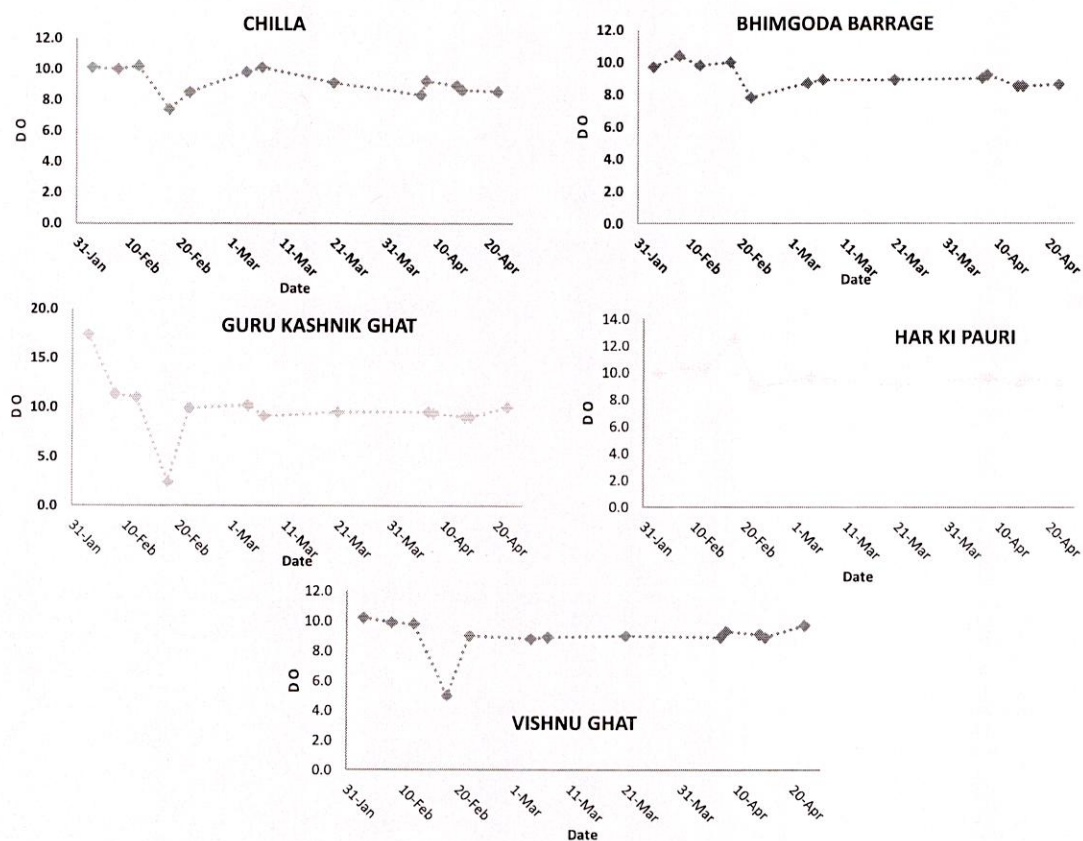 CHILLA
12.0
10.0
8.0
6.0
4.0
2.0
0.0
D O
31-Jan
10-Feb
20-Feb
1-Mar
11-Mar
21-Mar
31-Mar
10-Apr
20-Apr
Date
BHIMGODA BARRAGE
12.0
10.0
8.0
6.0
4.0
2.0
0.0
D O
31-Jan
10-Feb
20-Feb
1-Mar
11-Mar
21-Mar
31-Mar
10-Apr
20-Apr
Date
GURU KASHNIK GHAT
20.0
15.0
10.0
5.0
0.0
D O
31-Jan
10-Feb
20-Feb
1-Mar
11-Mar
21-Mar
31-Mar
10-Apr
20-Apr
Date
HAR KI PAURI
14.0
12.0
10.0
8.0
6.0
4.0
2.0
0.0
D O
31-Jan
10-Feb
20-Feb
1-Mar
11-Mar
21-Mar
31-Mar
10-Apr
20-Apr
Date
12.0
10.0
8.0
6.0
4.0
2.0
0.0
D O
VISHNU GHAT
31-Jan
10-Feb
20-Feb
1-Mar
11-Mar
21-Mar
31-Mar
10-Apr
20-Apr
Date